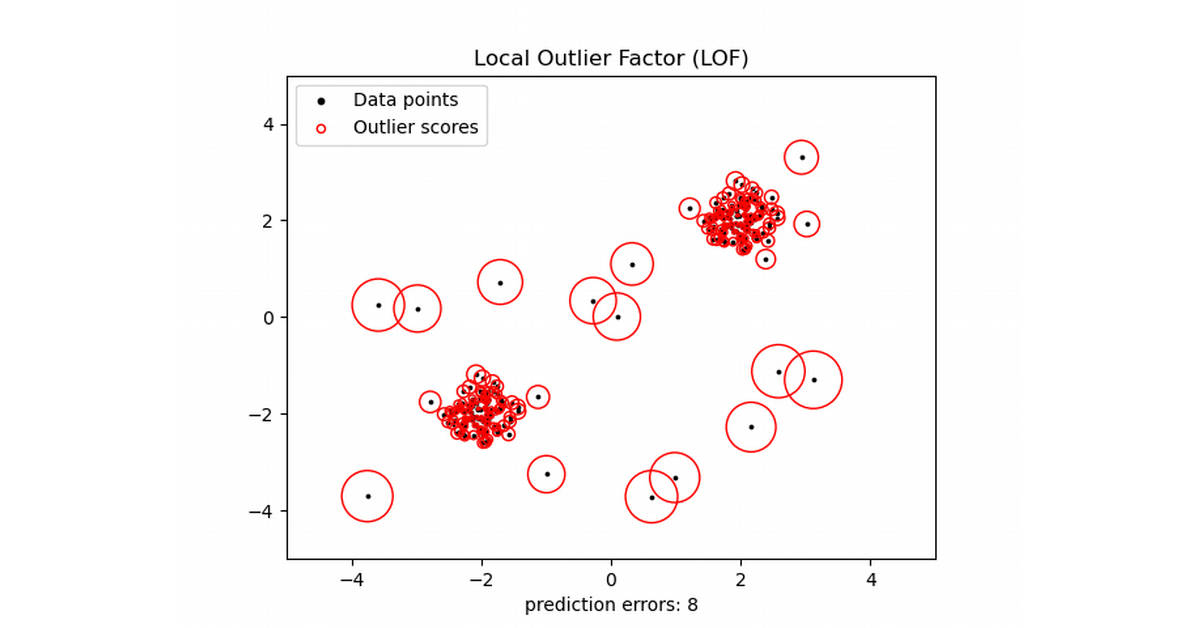 Local Outlier Factor (LOF)
Data points
Outlier scores
4
2
0
−2
−4
−4
−2
0
2
4
prediction errors: 8